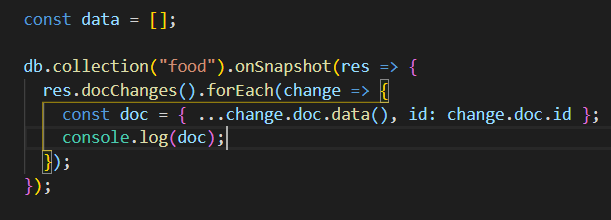 const data = [];
db.collection("food").onSnapshot(res => {
res.docChanges().forEach(change => {
const doc = { ...change.doc.data(), id: change.doc.id };
console.log(doc);
});
});